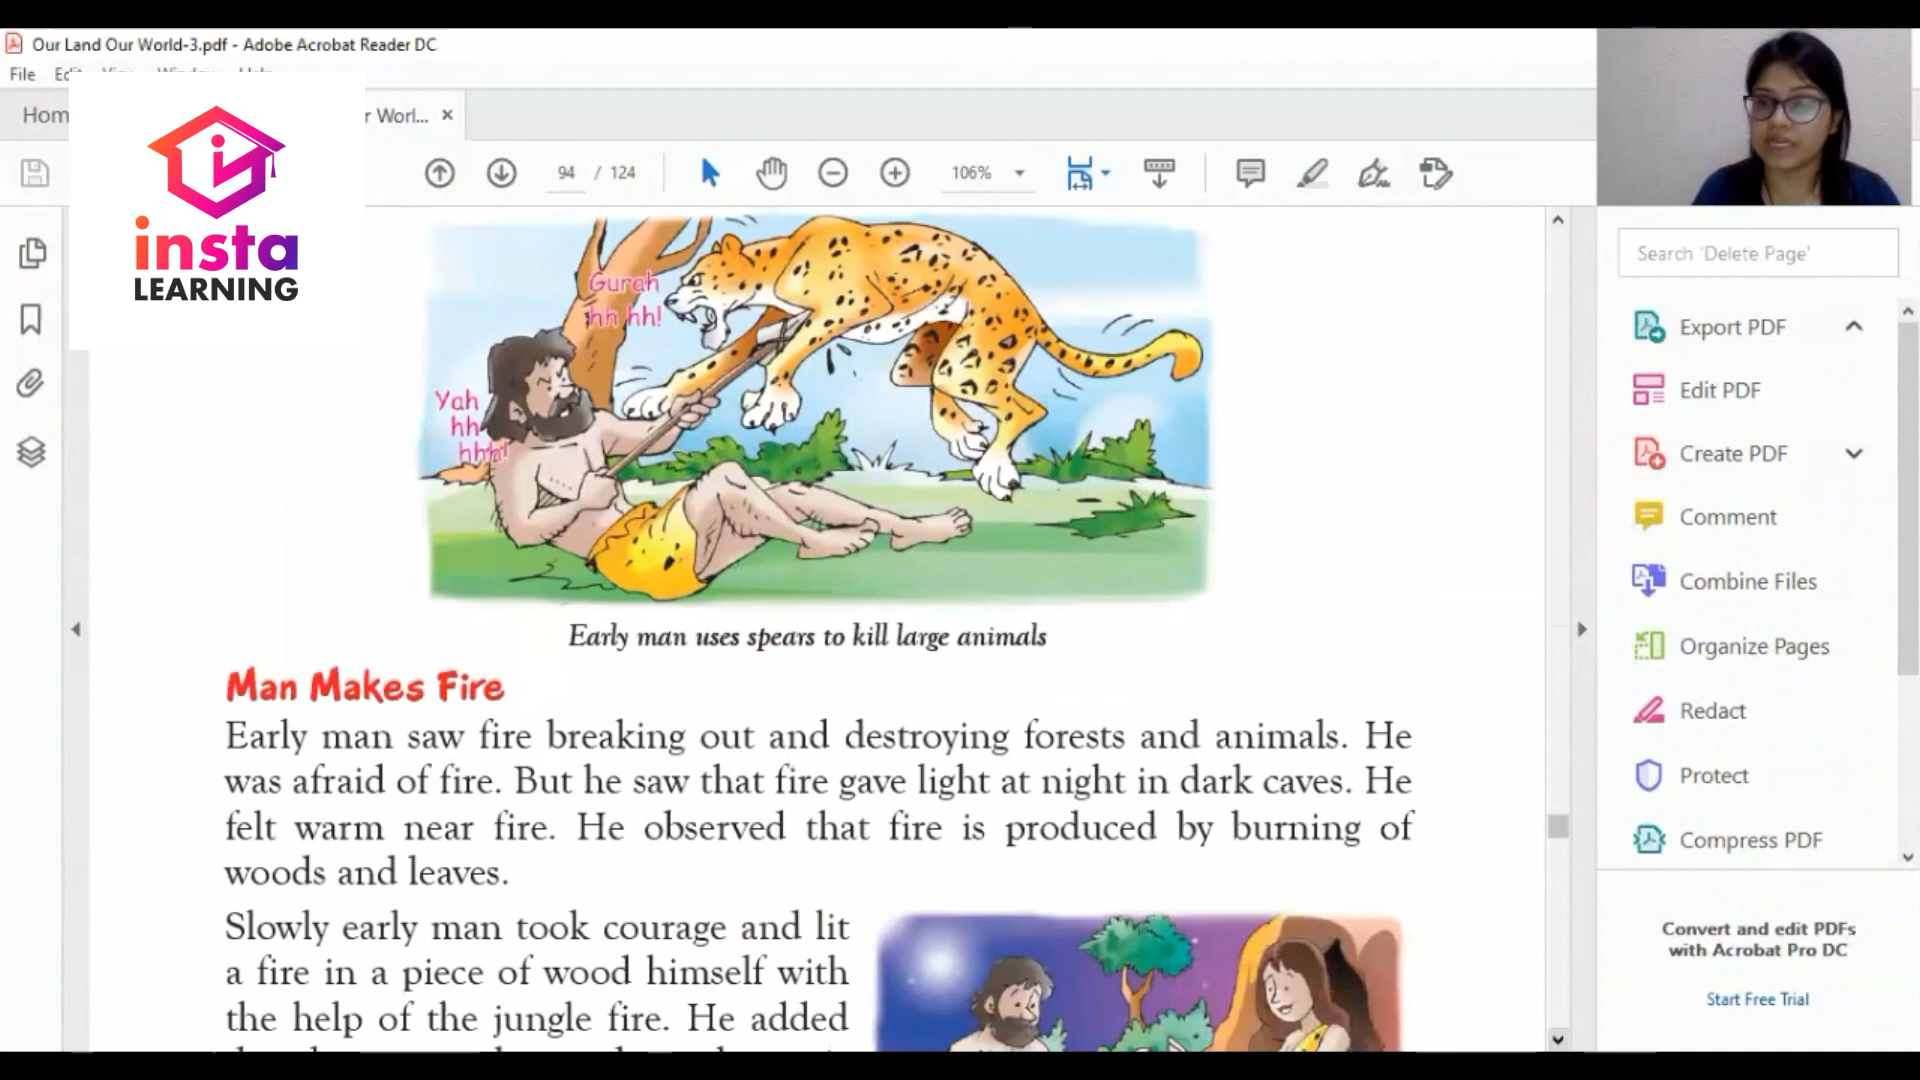 Our Land Our World-3.pdf - Adobe Acrobat Reader DC
File
Hom
r Worl...
94 / 124
106%
insta
LEARNING
Search 'Delete Page'
Export PDF
Edit PDF
Create PDF
Comment
Combine Files
Organize Pages
Redact
Protect
Compress PDF
Convert and edit PDFs
with Acrobat Pro DC
Start Free Trial
Gurah
hh hh!
Yah
hh
hhh!
Early man uses spears to kill large animals
Man Makes Fire
Early man saw fire breaking out and destroying forests and animals. He
was afraid of fire. But he saw that fire gave light at night in dark caves. He
felt warm near fire. He observed that fire is produced by burning of
woods and leaves.
Slowly early man took courage and lit
a fire in a piece of wood himself with
the help of the jungle fire. He added